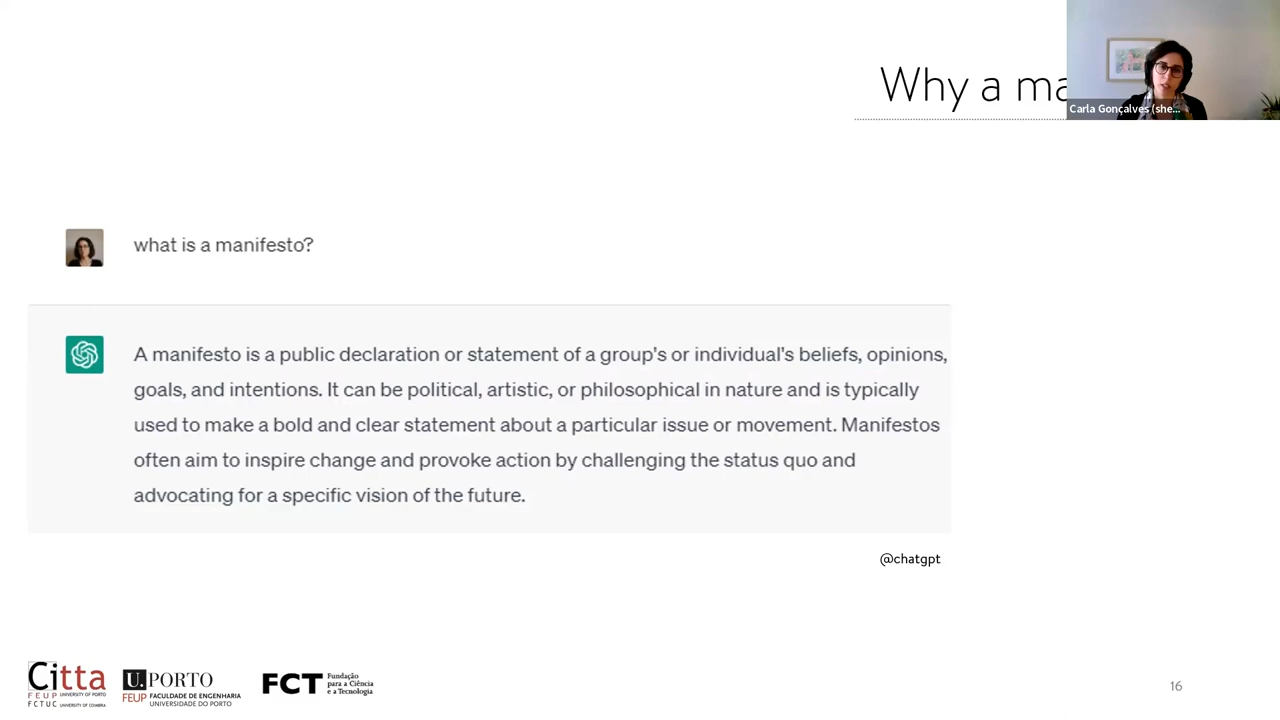 Why a ma
Carla Gonçalves (she...
what is a manifesto?
A manifesto is a public declaration or statement of a group's or individual's beliefs, opinions,
goals, and intentions. It can be political, artistic, or philosophical in nature and is typically
used to make a bold and clear statement about a particular issue or movement. Manifestos
often aim to inspire change and provoke action by challenging the status quo and
advocating for a specific vision of the future.
@chatgpt
Citta
FEUP UNIVERSITY OF PORTO
FCTUC UNIVERSITY OF COIMBRA
U. PORTO
FEUP FACULDADE DE ENGENHARIA
UNIVERSIDADE DO PORTO
FCT Fundação
para a Ciência
e a Tecnologia
16